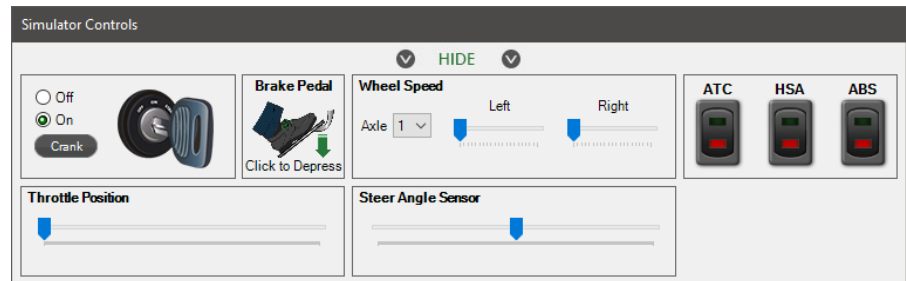 Simulator Controls
HIDE
Off
On
Crank
Brake Pedal
Click to Depress
Wheel Speed
Axle 1
Left
Right
ATC
HSA
ABS
Throttle Position
Steer Angle Sensor